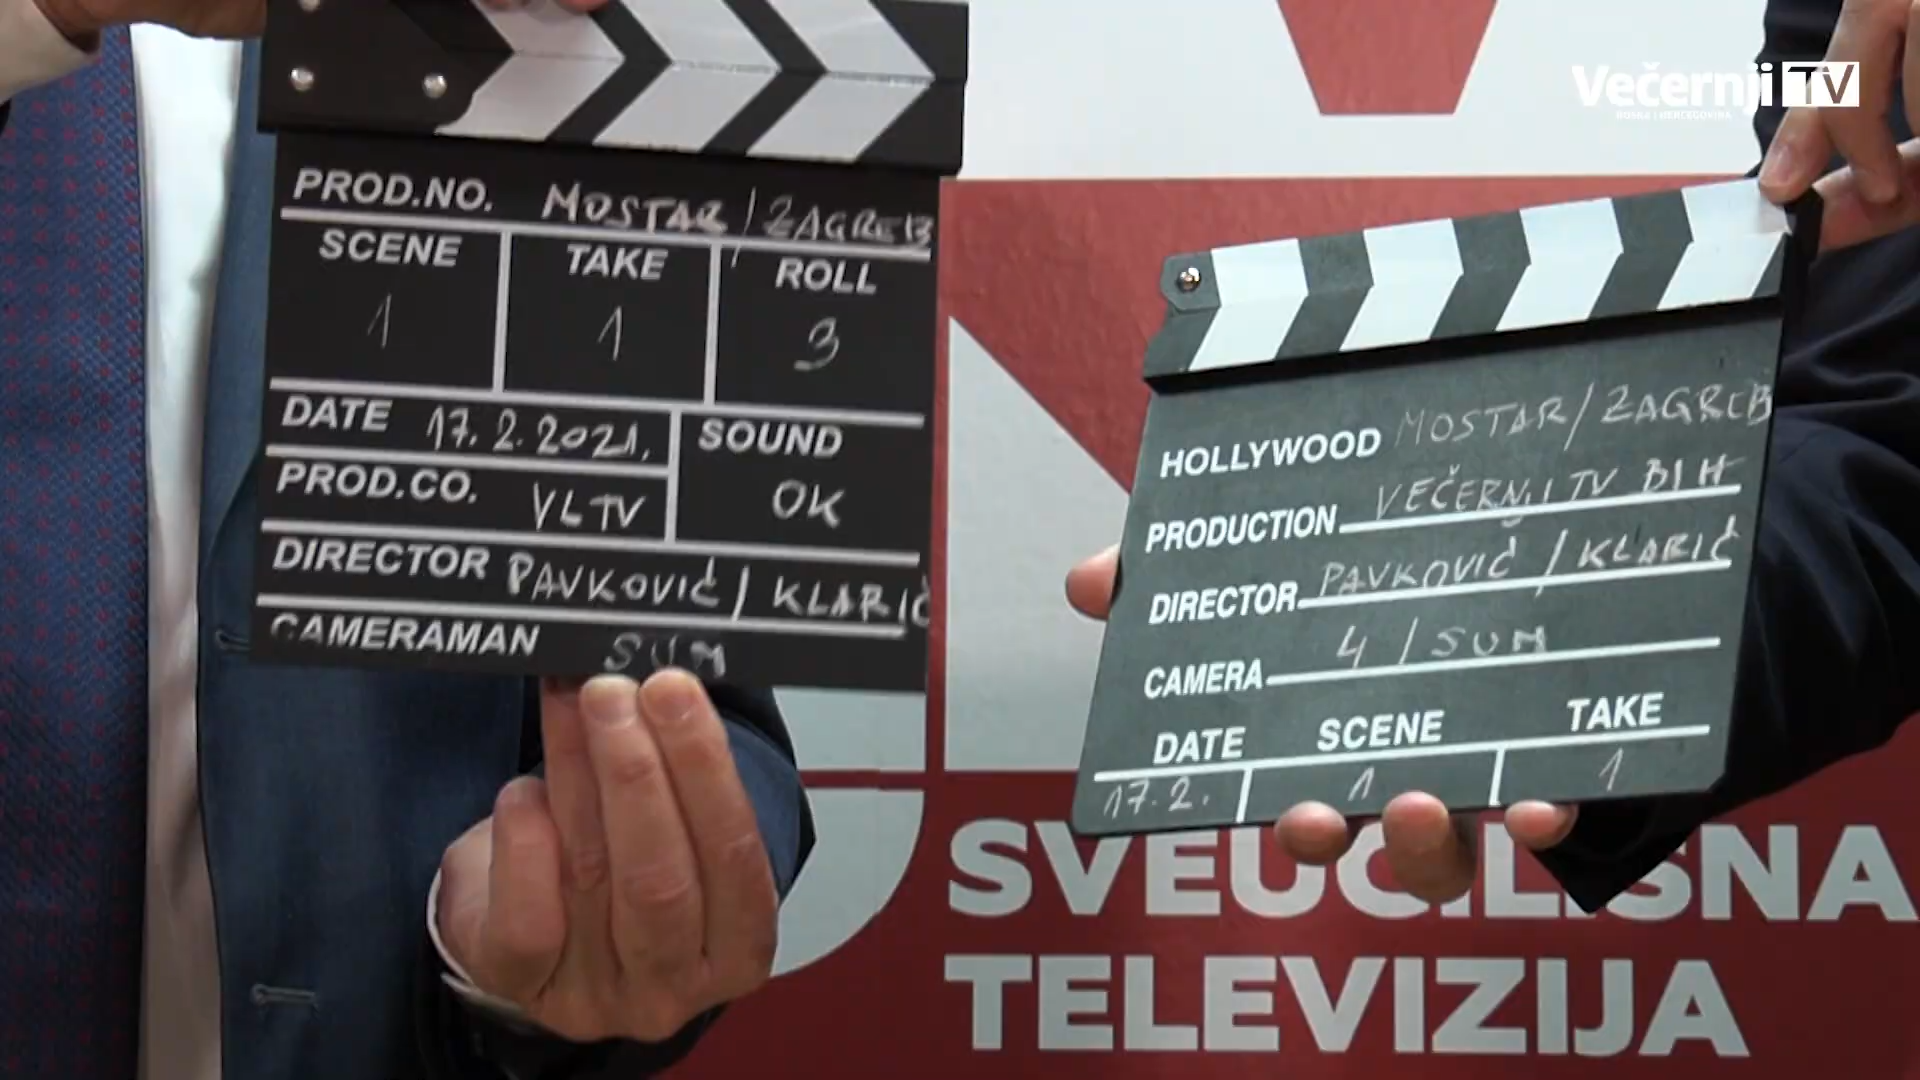 Večernji TV
BOSNA I HERCEGOVINA
PROD.NO. MOSTAR / ZAGREB
SCENE TAKE ROLL
1 1 3
DATE 17. 2. 2021. SOUND
PROD.CO. VLTV OK
DIRECTOR PAVKOVIĆ / KLARIĆ
CAMERAMAN SUM
HOLLYWOOD MOSTAR / ZAGREB
PRODUCTION VEČERNJI TV BIH
DIRECTOR PAVKOVIĆ / KLARIĆ
CAMERA 4 / SUM
DATE SCENE TAKE
17. 2. 1 1
SVEUČILIŠNA
TELEVIZIJA